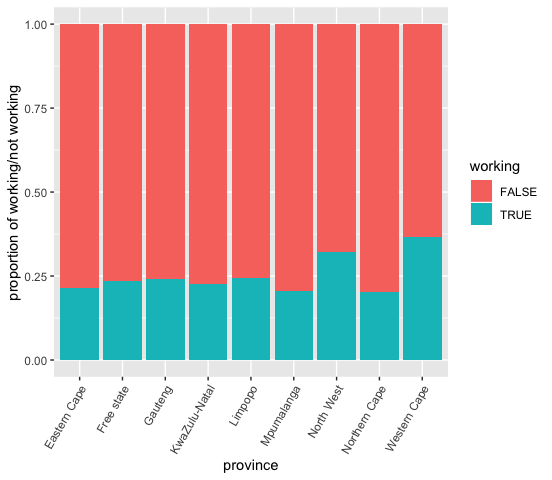 1.00
0.75
0.50
0.25
0.00
proportion of working/not working
Eastern Cape
Free state
Gauteng
KwaZulu-Natal
Limpopo
Mpumalanga
North West
Northern Cape
Western Cape
province
working
FALSE
TRUE